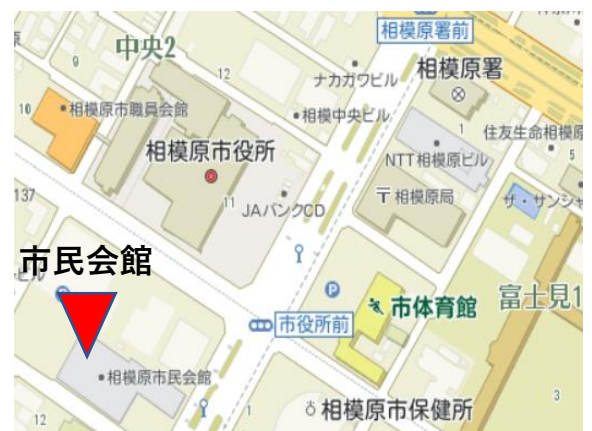 相模原署前
中央2
9
12
ナカガワビル
相模原署
10
相模原市職員会館
相模中央ビル
1
住友生命相模原
相模原市役所
NTT相模原ビル
5
137
11
JAバンクCD
〒相模原局
ザ・サンシャ
市民会館
P
P
市体育館
富士見1
市役所前
相模原市民会館
12
1
相模原市保健所
3